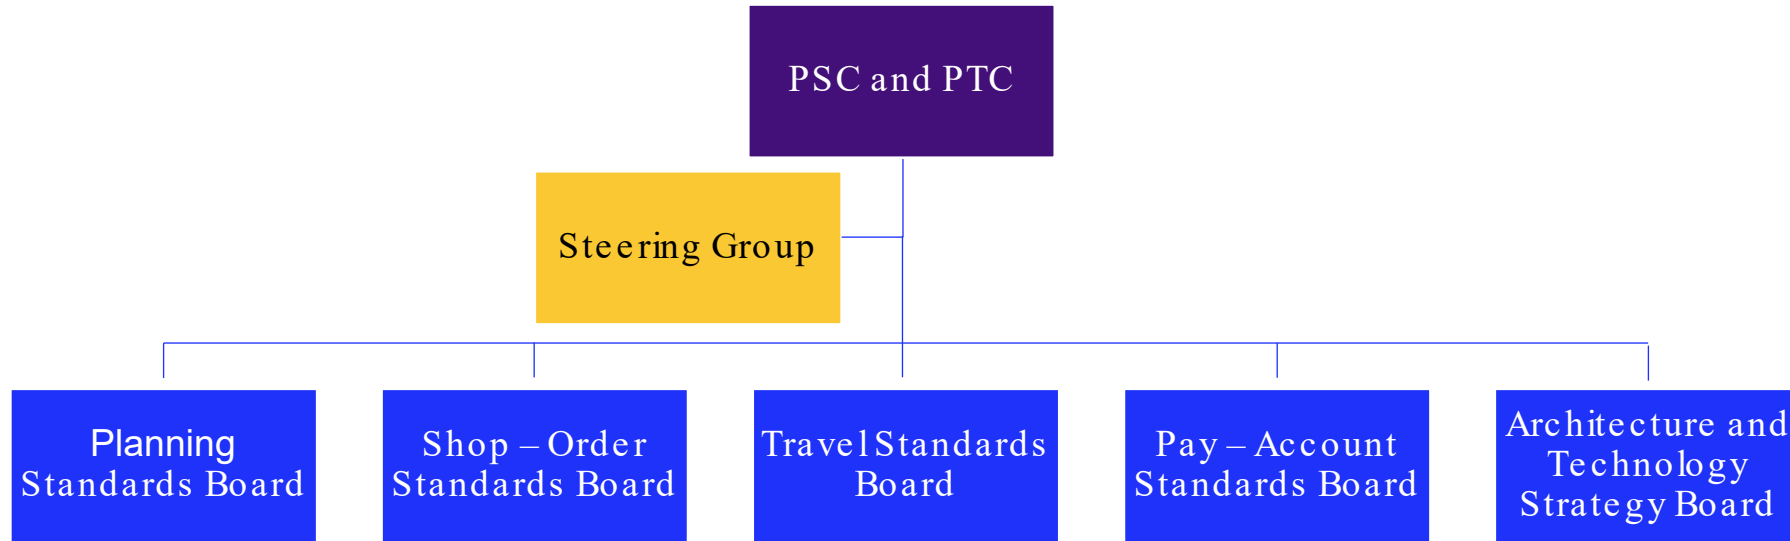 PSC and PTC
Steering Group
Planning
Standards Board
Shop – Order
Standards Board
Travel Standards
Board
Pay – Account
Standards Board
Architecture and
Technology
Strategy Board